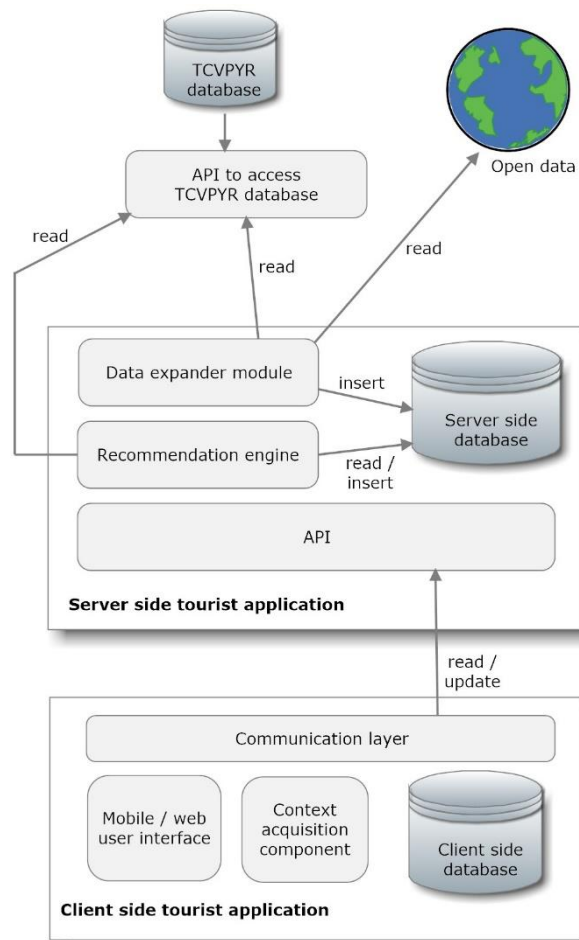 TCVPYR
database
Open data
API to access
TCVPYR database
read
read
read
Data expander module
insert
Server side
database
Recommendation engine
read /
insert
API
Server side tourist application
read /
update
Communication layer
Mobile / web
user interface
Context
acquisition
component
Client side
database
Client side tourist application